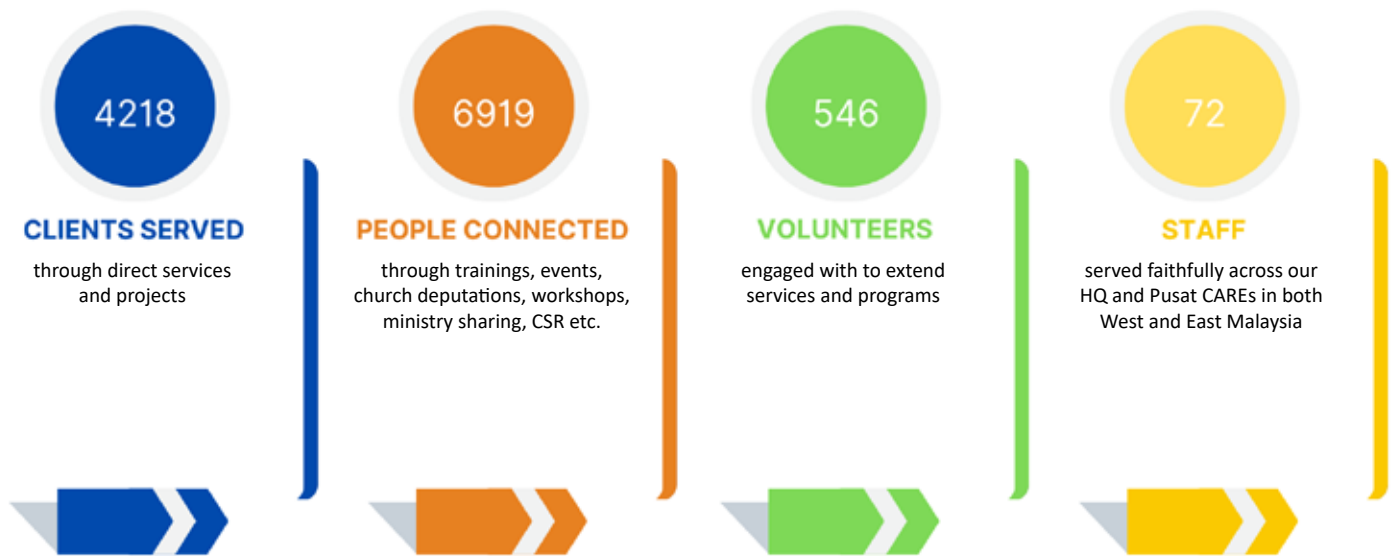 4218
CLIENTS SERVED
through direct services
and projects
6919
PEOPLE CONNECTED
through trainings, events,
church deputations, workshops,
ministry sharing, CSR etc.
546
VOLUNTEERS
engaged with to extend
services and programs
72
STAFF
served faithfully across our
HQ and Pusat CAREs in both
West and East Malaysia